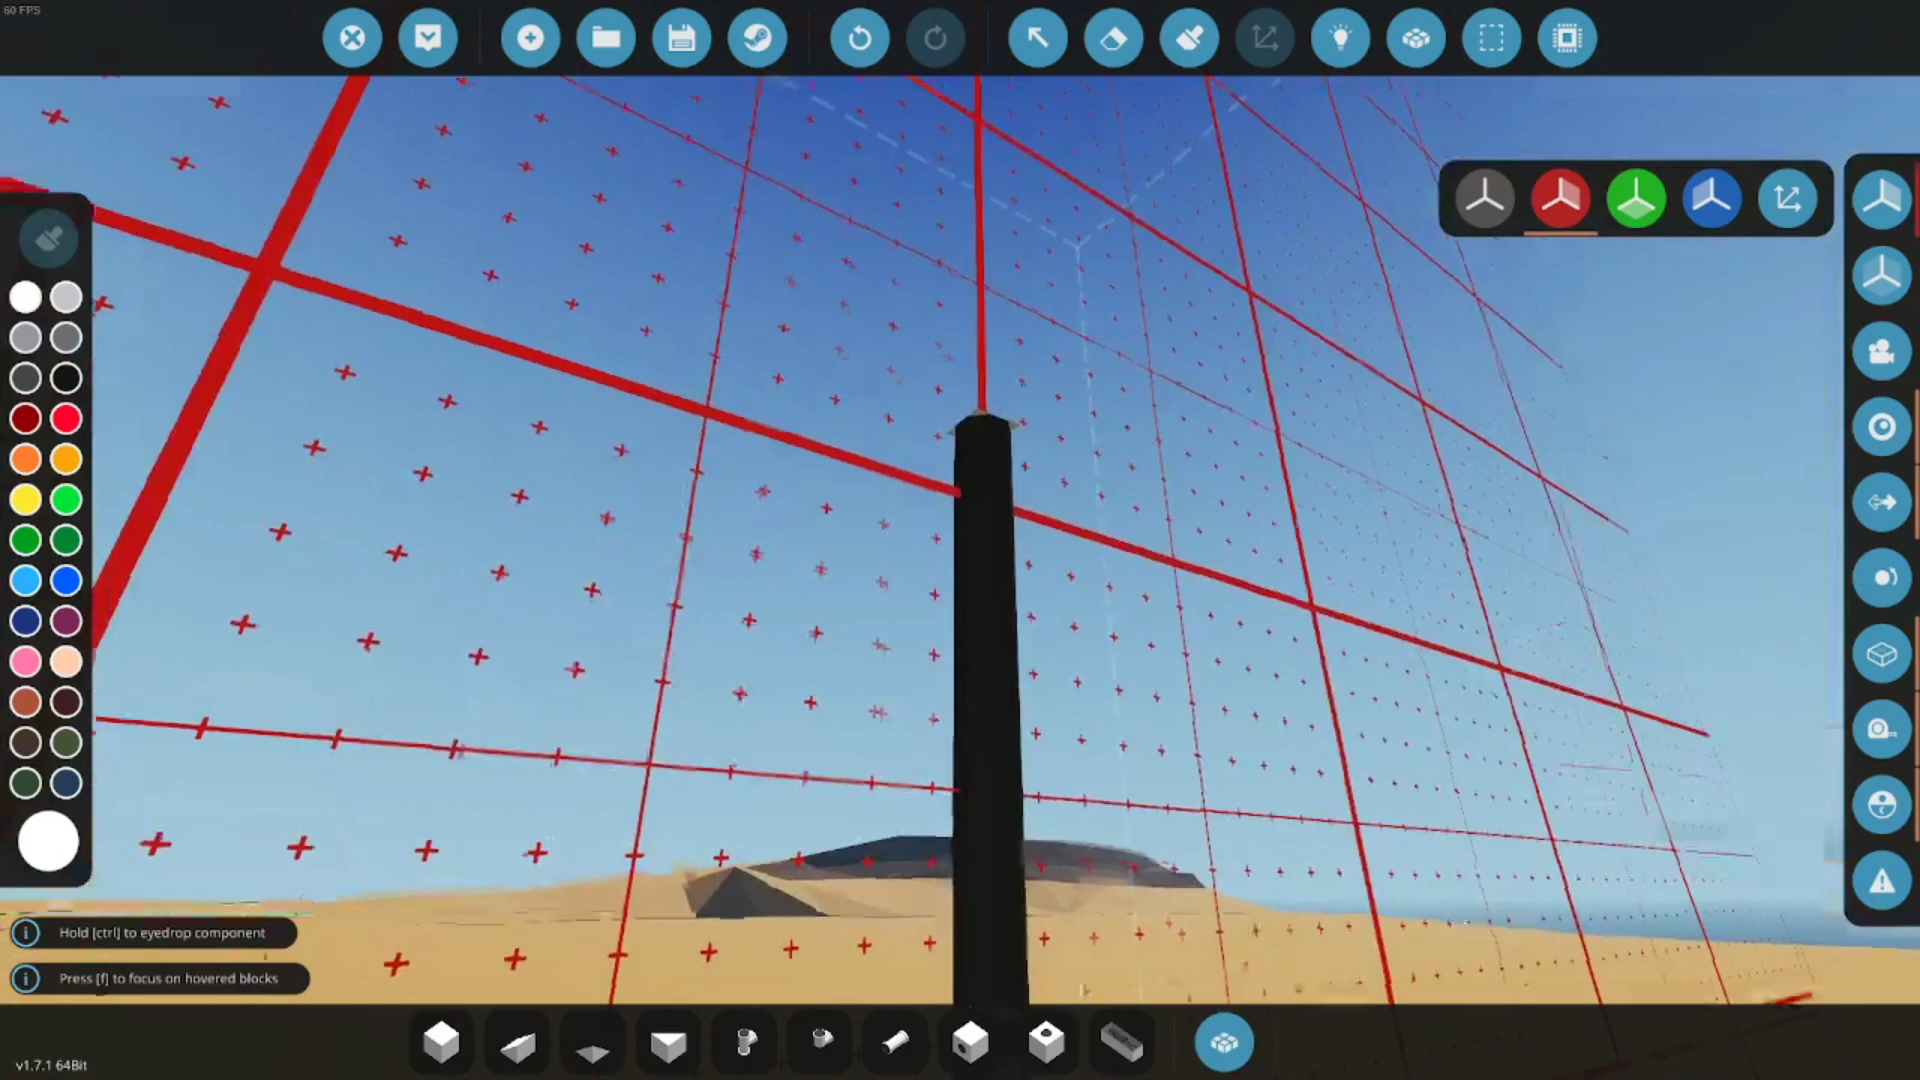 60 FPS
Hold [ctrl] to eyedrop component
Press [f] to focus on hovered blocks
v1.7.1 64Bit